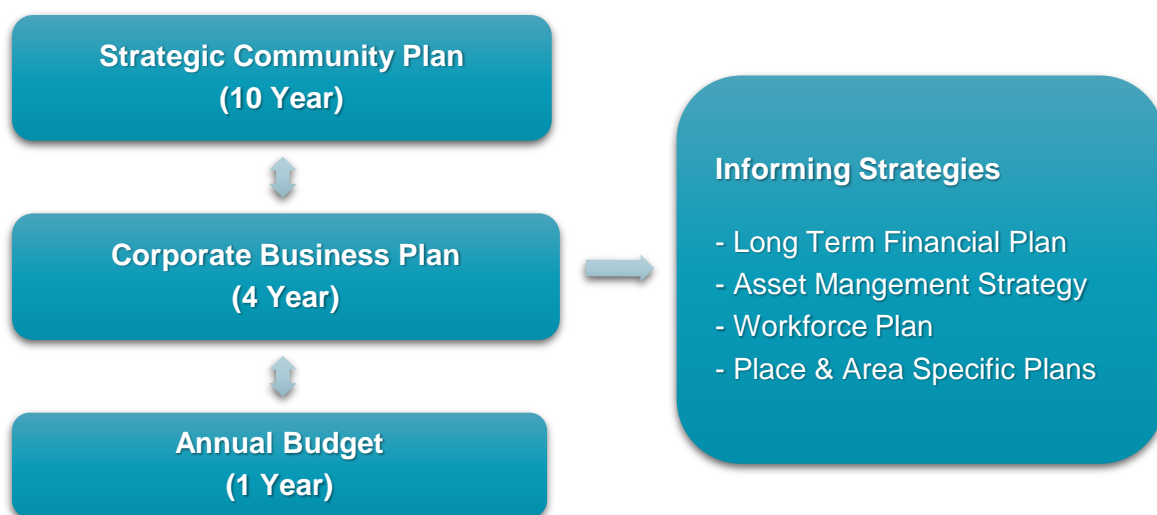 Strategic Community Plan
(10 Year)
Corporate Business Plan
(4 Year)
Annual Budget
(1 Year)
Informing Strategies
- Long Term Financial Plan
- Asset Mangement Strategy
- Workforce Plan
- Place & Area Specific Plans